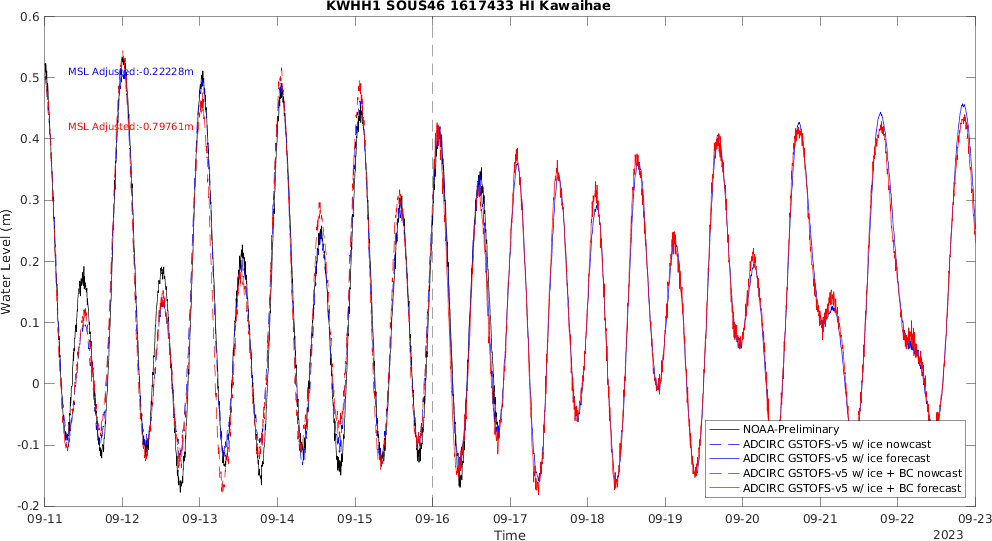 KWHH1 SOUS46 1617433 HI Kawaihae
0.6
0.5
0.4
0.3
0.2
0.1
0
-0.1
-0.2
Water Level (m)
MSL Adjusted:-0.22228m
MSL Adjusted:-0.79761m
NOAA-Preliminary
ADCIRC GSTOFS-v5 w/ ice nowcast
ADCIRC GSTOFS-v5 w/ ice forecast
ADCIRC GSTOFS-v5 w/ ice + BC nowcast
ADCIRC GSTOFS-v5 w/ ice + BC forecast
09-11 09-12 09-13 09-14 09-15 09-16 09-17 09-18 09-19 09-20 09-21 09-22 09-23
Time
2023